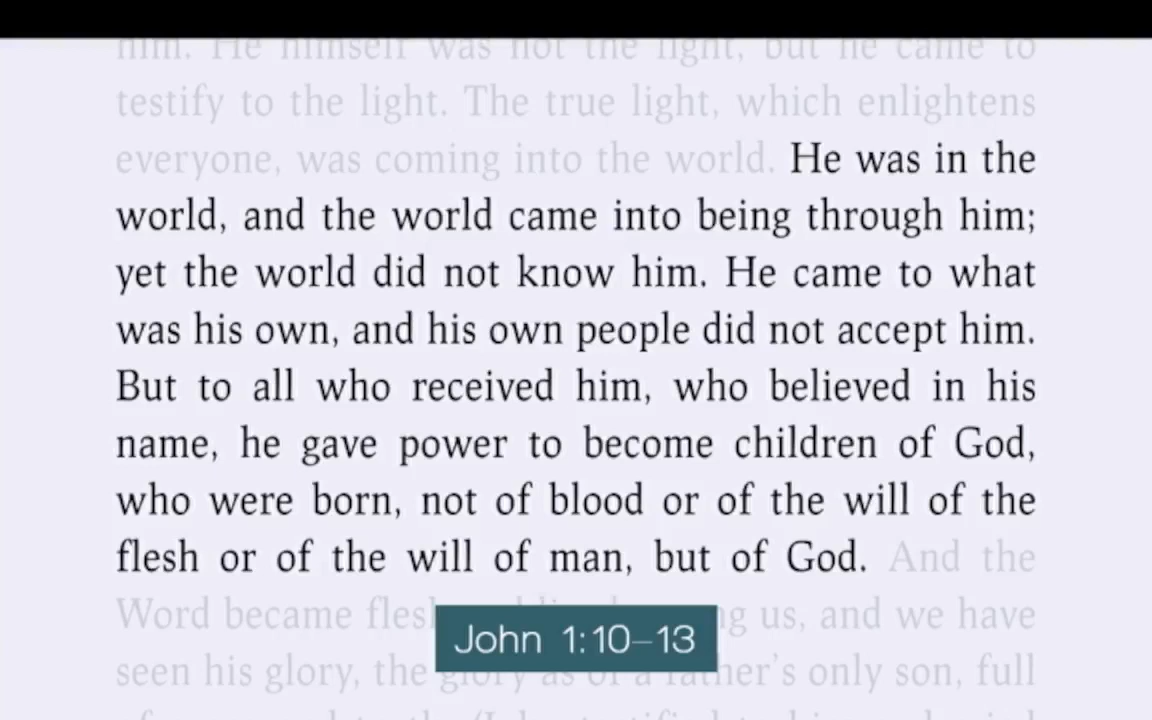 him. He himself was not the light, but he came to
testify to the light. The true light, which enlightens
everyone, was coming into the world. He was in the
world, and the world came into being through him;
yet the world did not know him. He came to what
was his own, and his own people did not accept him.
But to all who received him, who believed in his
name, he gave power to become children of God,
who were born, not of blood or of the will of the
flesh or of the will of man, but of God. And the
Word became us, and we have
John 1:10–13
seen his glory, the glory as of a father's only son, full